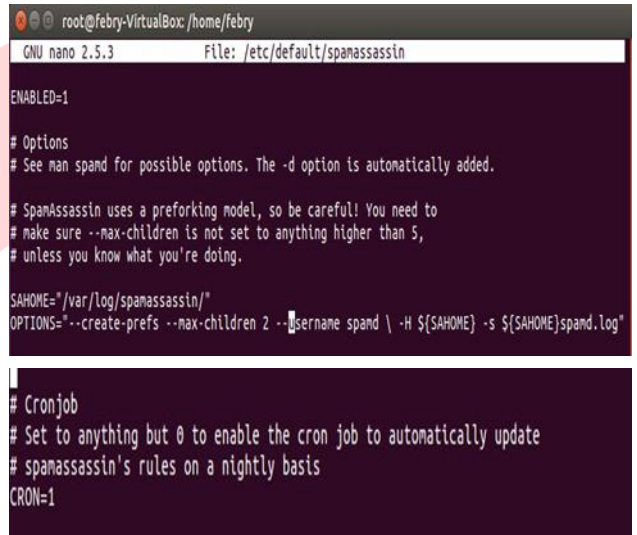 root@febry-VirtualBox: /home/febry
GNU nano 2.5.3 File: /etc/default/spamassassin
ENABLED=1
# Options
# See man spamd for possible options. The -d option is automatically added.
# SpamAssassin uses a preforking model, so be careful! You need to
# make sure --max-children is not set to anything higher than 5,
# unless you know what you're doing.
SAHOME="/var/log/spamassassin/"
OPTIONS="--create-prefs --max-children 2 --username spamd \ -H ${SAHOME} -s ${SAHOME}spamd.log"
# Cronjob
# Set to anything but 0 to enable the cron job to automatically update
# spamassassin's rules on a nightly basis
CRON=1